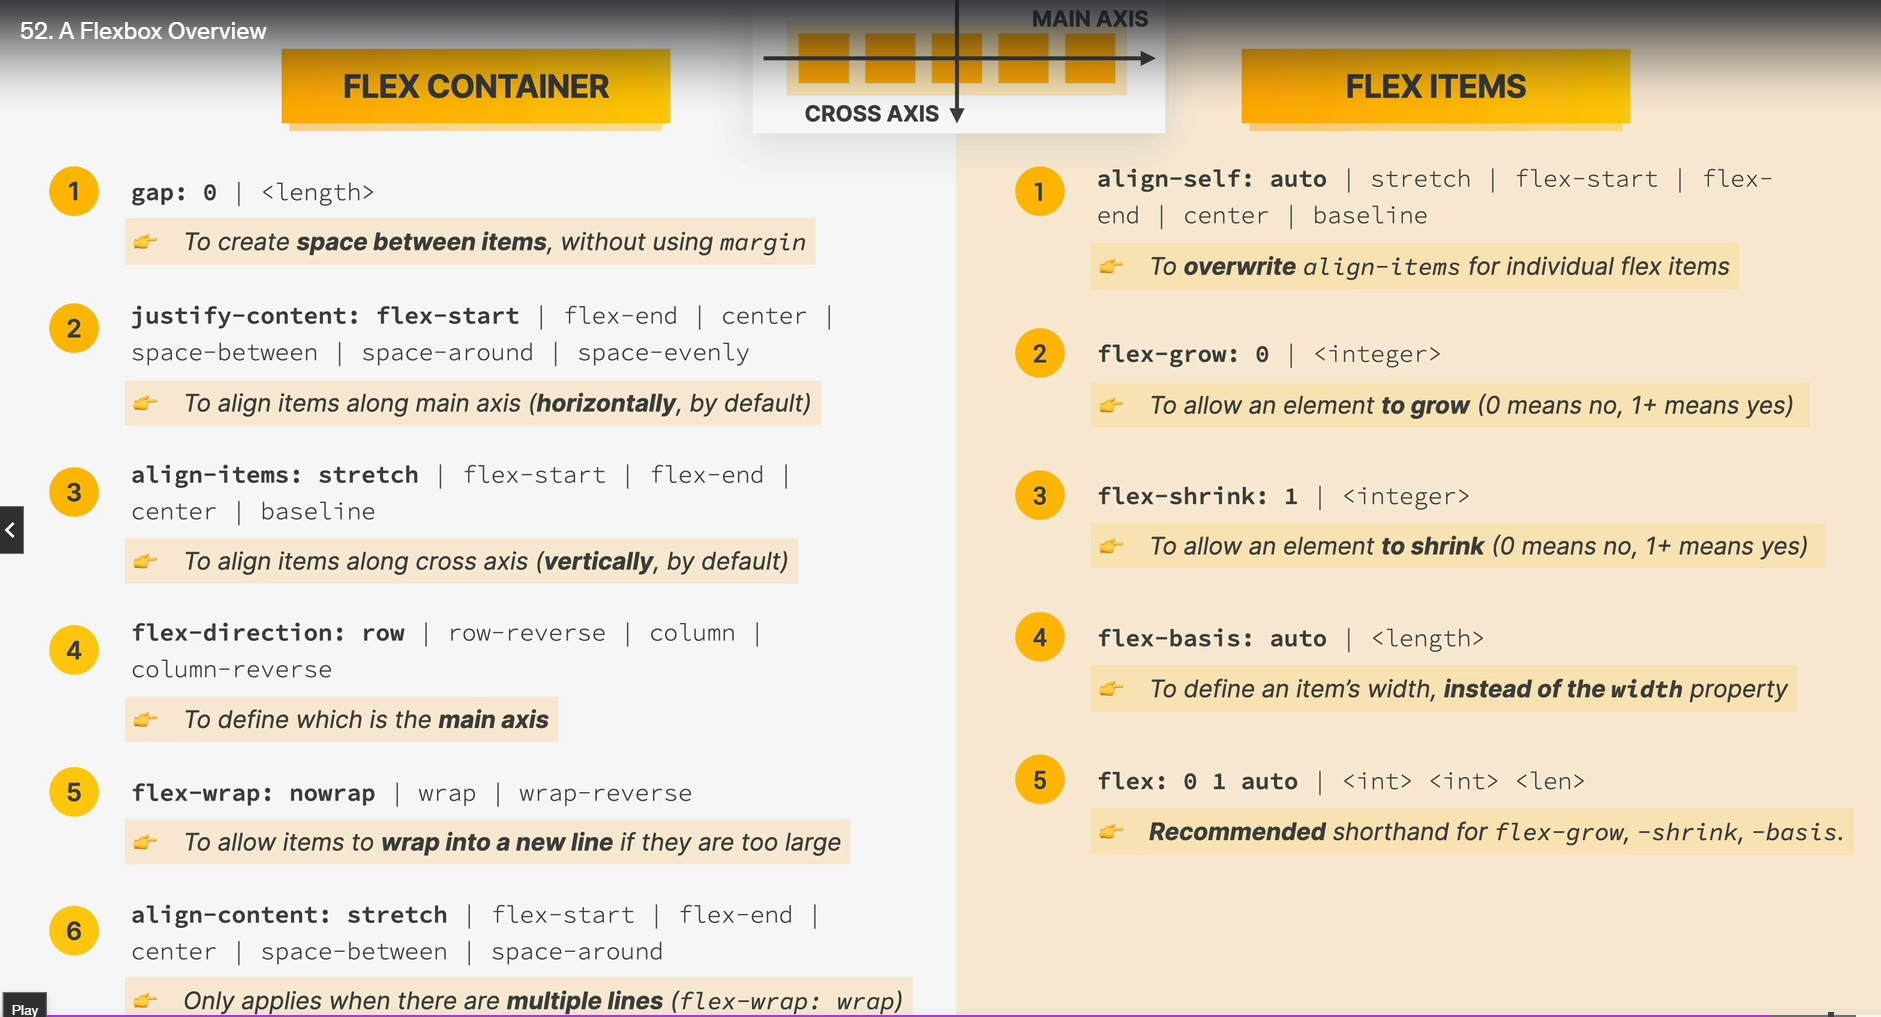 52. A Flexbox Overview
MAIN AXIS
CROSS AXIS
FLEX CONTAINER
1
gap: 0 | <length>
👉 To create space between items, without using margin
2
justify-content: flex-start | flex-end | center |
space-between | space-around | space-evenly
👉 To align items along main axis (horizontally, by default)
3
align-items: stretch | flex-start | flex-end |
center | baseline
👉 To align items along cross axis (vertically, by default)
4
flex-direction: row | row-reverse | column |
column-reverse
👉 To define which is the main axis
5
flex-wrap: nowrap | wrap | wrap-reverse
👉 To allow items to wrap into a new line if they are too large
6
align-content: stretch | flex-start | flex-end |
center | space-between | space-around
👉 Only applies when there are multiple lines (flex-wrap: wrap)
FLEX ITEMS
1
align-self: auto | stretch | flex-start | flex-
end | center | baseline
👉 To overwrite align-items for individual flex items
2
flex-grow: 0 | <integer>
👉 To allow an element to grow (0 means no, 1+ means yes)
3
flex-shrink: 1 | <integer>
👉 To allow an element to shrink (0 means no, 1+ means yes)
4
flex-basis: auto | <length>
👉 To define an item’s width, instead of the width property
5
flex: 0 1 auto | <int> <int> <len>
👉 Recommended shorthand for flex-grow, -shrink, -basis.
Play